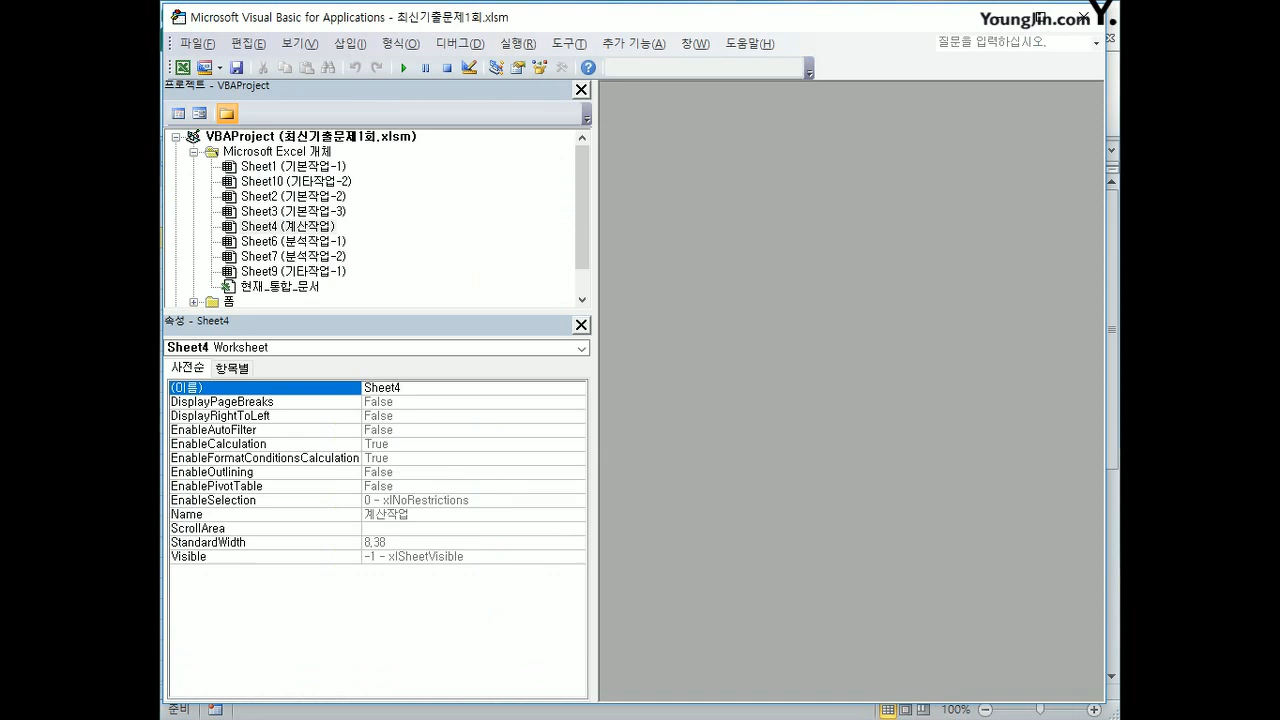 Microsoft Visual Basic for Applications - 최신기출문제1회.xlsm
YoungJin.com Y.
파일(F) 편집(E) 보기(V) 삽입(I) 형식(O) 디버그(D) 실행(R) 도구(T) 추가 기능(A) 창(W) 도움말(H) 질문을 입력하십시오.
프로젝트 - VBAProject
VBAProject (최신기출문제1회.xlsm)
Microsoft Excel 개체
Sheet1 (기본작업-1)
Sheet10 (기타작업-2)
Sheet2 (기본작업-2)
Sheet3 (기본작업-3)
Sheet4 (계산작업)
Sheet6 (분석작업-1)
Sheet7 (분석작업-2)
Sheet9 (기타작업-1)
현재_통합_문서
폼
속성 - Sheet4
Sheet4 Worksheet
사전순 항목별
(이름) Sheet4
DisplayPageBreaks False
DisplayRightToLeft False
EnableAutoFilter False
EnableCalculation True
EnableFormatConditionsCalculation True
EnableOutlining False
EnablePivotTable False
EnableSelection 0 - xlNoRestrictions
Name 계산작업
ScrollArea
StandardWidth 8.38
Visible -1 - xlSheetVisible
준비 100%